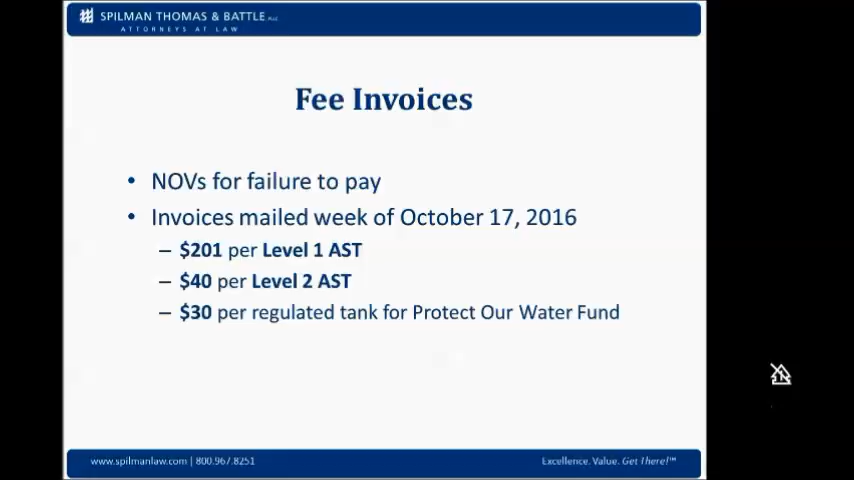 SPILMAN THOMAS & BATTLE PLLC
ATTORNEYS AT LAW
Fee Invoices
• NOVs for failure to pay
• Invoices mailed week of October 17, 2016
– $201 per Level 1 AST
– $40 per Level 2 AST
– $30 per regulated tank for Protect Our Water Fund
www.spilmanlaw.com | 800.967.8251
Excellence. Value. Get There!™